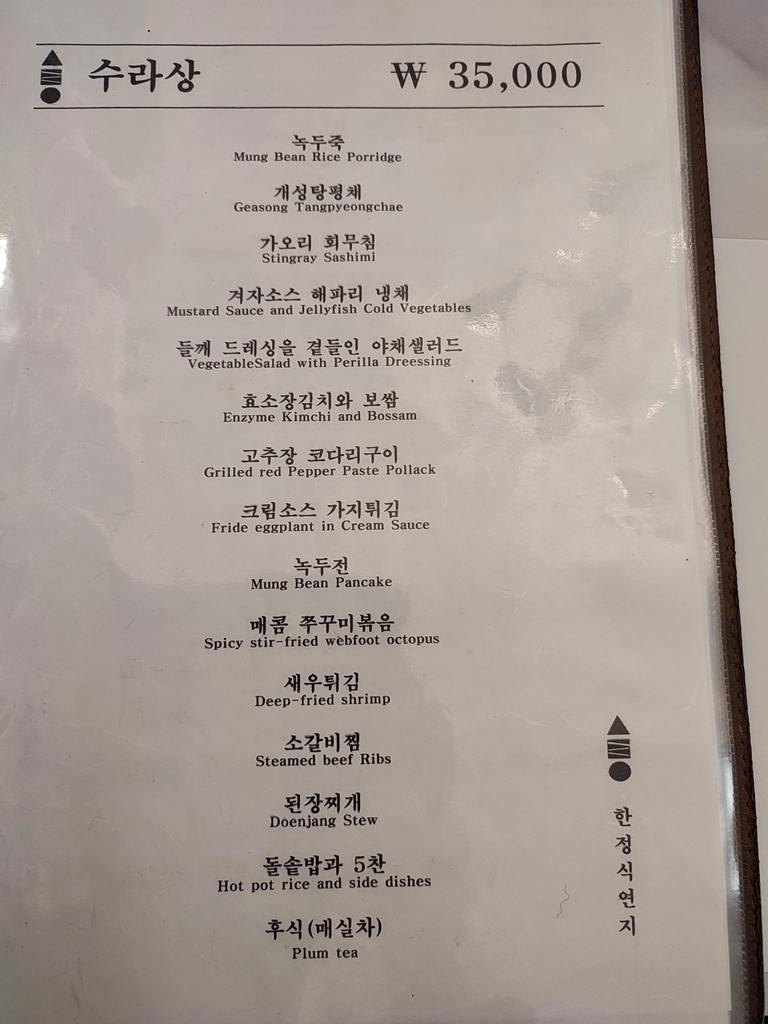 수라상 ₩ 35,000
녹두죽
Mung Bean Rice Porridge
개성탕평채
Geasong Tangpyeongchae
가오리 회무침
Stingray Sashimi
겨자소스 해파리 냉채
Mustard Sauce and Jellyfish Cold Vegetables
들깨 드레싱을 곁들인 야채샐러드
VegetableSalad with Perilla Dreessing
효소장김치와 보쌈
Enzyme Kimchi and Bossam
고추장 코다리구이
Grilled red Pepper Paste Pollack
크림소스 가지튀김
Fride eggplant in Cream Sauce
녹두전
Mung Bean Pancake
매콤 쭈꾸미볶음
Spicy stir-fried webfoot octopus
새우튀김
Deep-fried shrimp
소갈비찜
Steamed beef Ribs
된장찌개
Doenjang Stew
돌솥밥과 5찬
Hot pot rice and side dishes
후식(매실차)
Plum tea
한정식연지